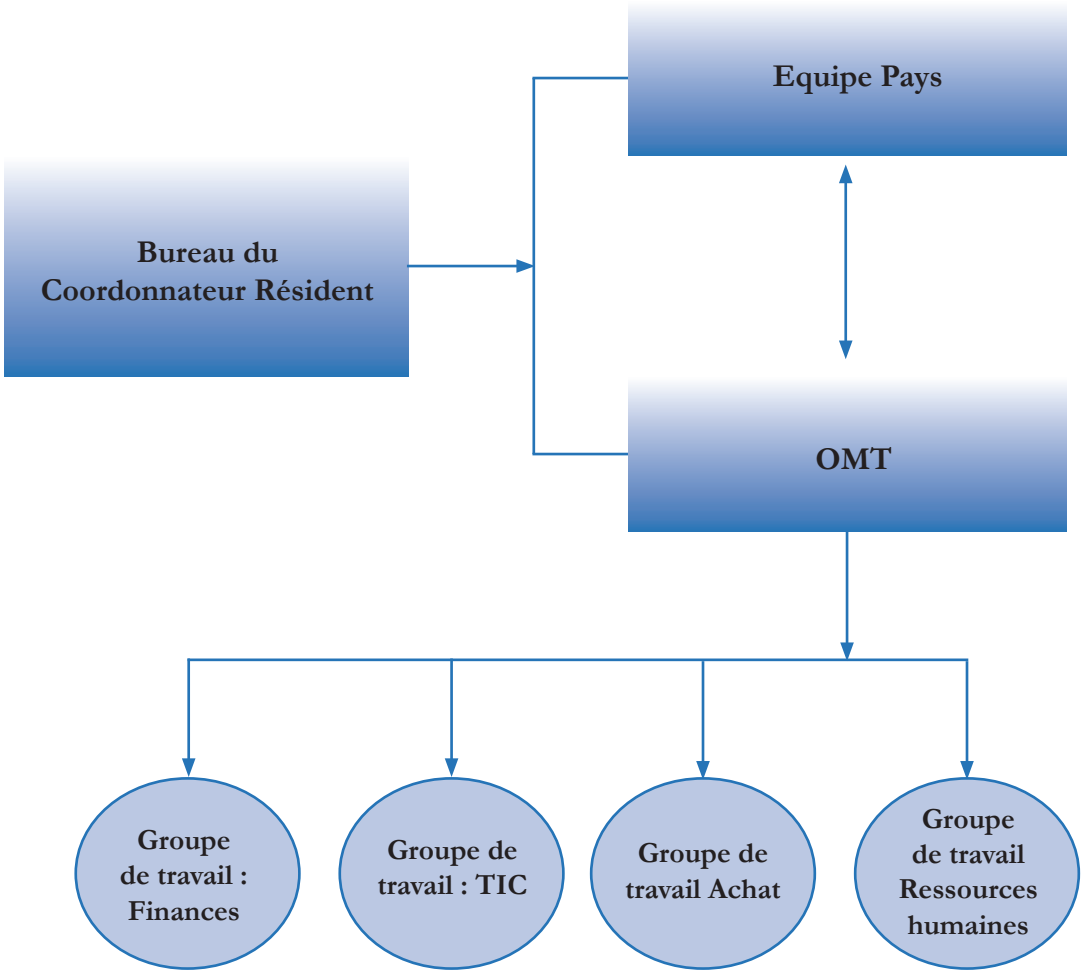 Equipe Pays
Bureau du
Coordonnateur Résident
OMT
Groupe
de travail :
Finances
Groupe de
travail : TIC
Groupe de
travail Achat
Groupe
de travail
Ressources
humaines